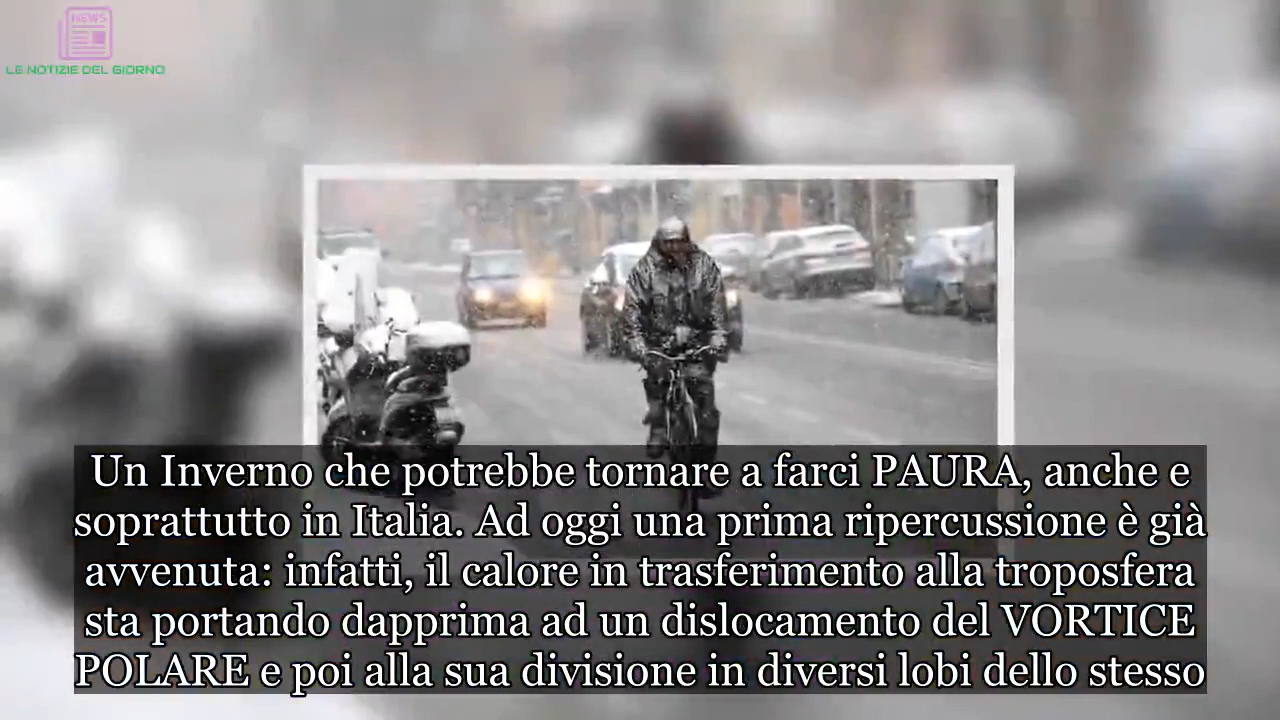 NEWS
LE NOTIZIE DEL GIORNO
Un Inverno che potrebbe tornare a farci PAURA, anche e
soprattutto in Italia. Ad oggi una prima ripercussione è già
avvenuta: infatti, il calore in trasferimento alla troposfera
sta portando dapprima ad un dislocamento del VORTICE
POLARE e poi alla sua divisione in diversi lobi dello stesso